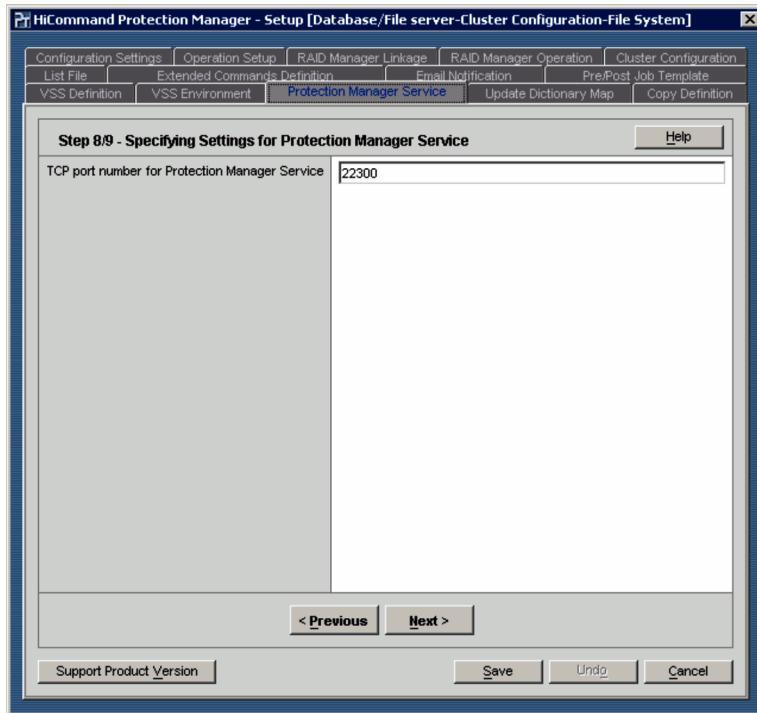 HiCommand Protection Manager - Setup [Database/File server-Cluster Configuration-File System]
Configuration Settings Operation Setup RAID Manager Linkage RAID Manager Operation Cluster Configuration
List File Extended Commands Definition Email Notification Pre/Post Job Template
VSS Definition VSS Environment Protection Manager Service Update Dictionary Map Copy Definition
Step 8/9 - Specifying Settings for Protection Manager Service Help
TCP port number for Protection Manager Service 22300
< Previous Next >
Support Product Version Save Undo Cancel